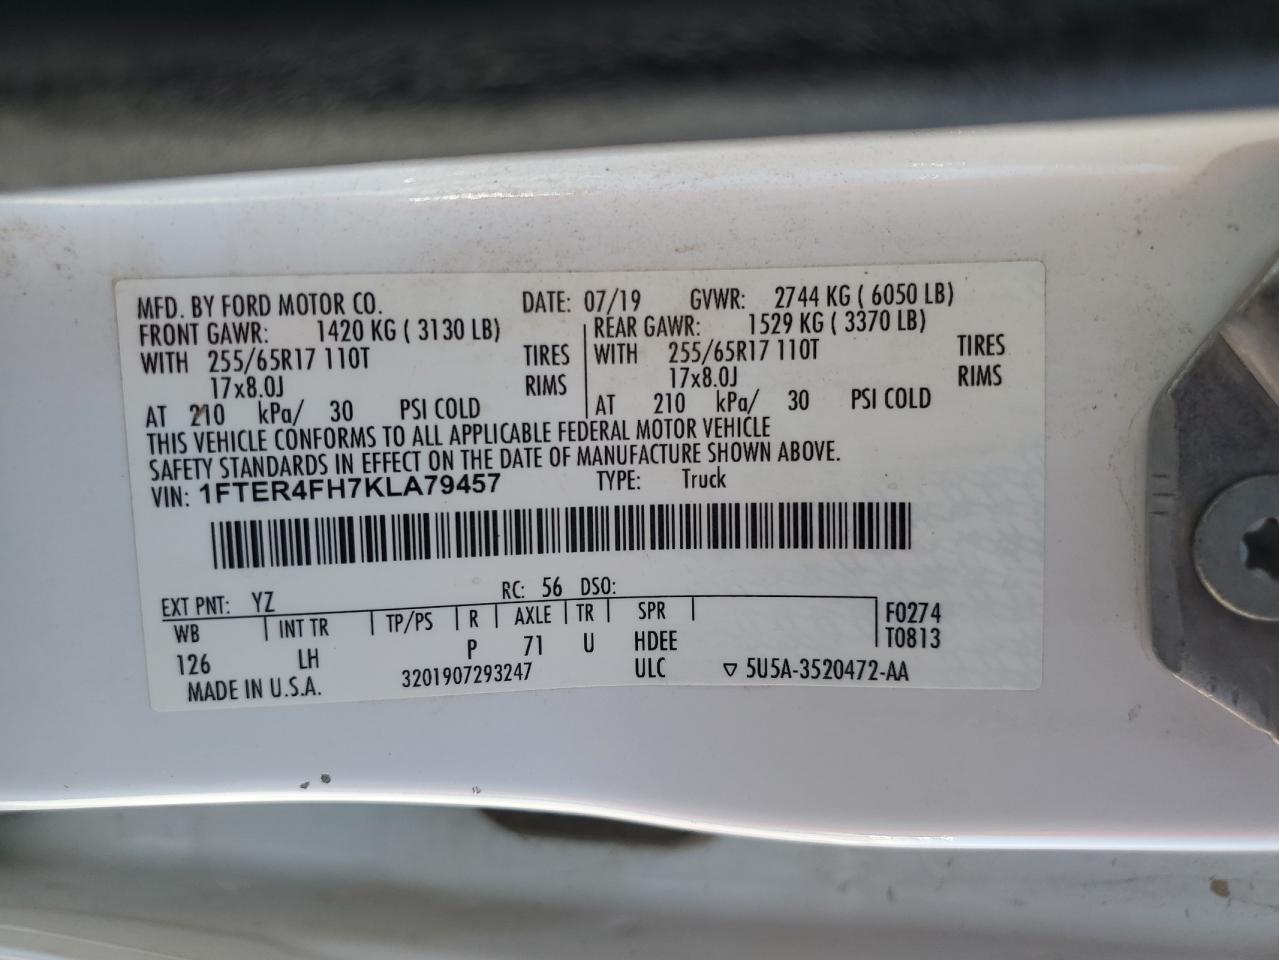 MFD. BY FORD MOTOR CO. DATE: 07/19 GVWR: 2744 KG ( 6050 LB)
FRONT GAWR: 1420 KG ( 3130 LB) REAR GAWR: 1529 KG ( 3370 LB)
WITH 255/65R17 110T TIRES WITH 255/65R17 110T TIRES
17x8.0J RIMS 17x8.0J RIMS
AT 210 kPa/ 30 PSI COLD AT 210 kPa/ 30 PSI COLD
THIS VEHICLE CONFORMS TO ALL APPLICABLE FEDERAL MOTOR VEHICLE
SAFETY STANDARDS IN EFFECT ON THE DATE OF MANUFACTURE SHOWN ABOVE.
VIN: 1FTER4FH7KLA79457 TYPE: Truck
EXT PNT: YZ RC: 56 DSO:
WB INT TR TP/PS R AXLE TR SPR F0274
126 LH P 71 U HDEE T0813
MADE IN U.S.A. 3201907293247 ULC ▽ 5U5A-3520472-AA